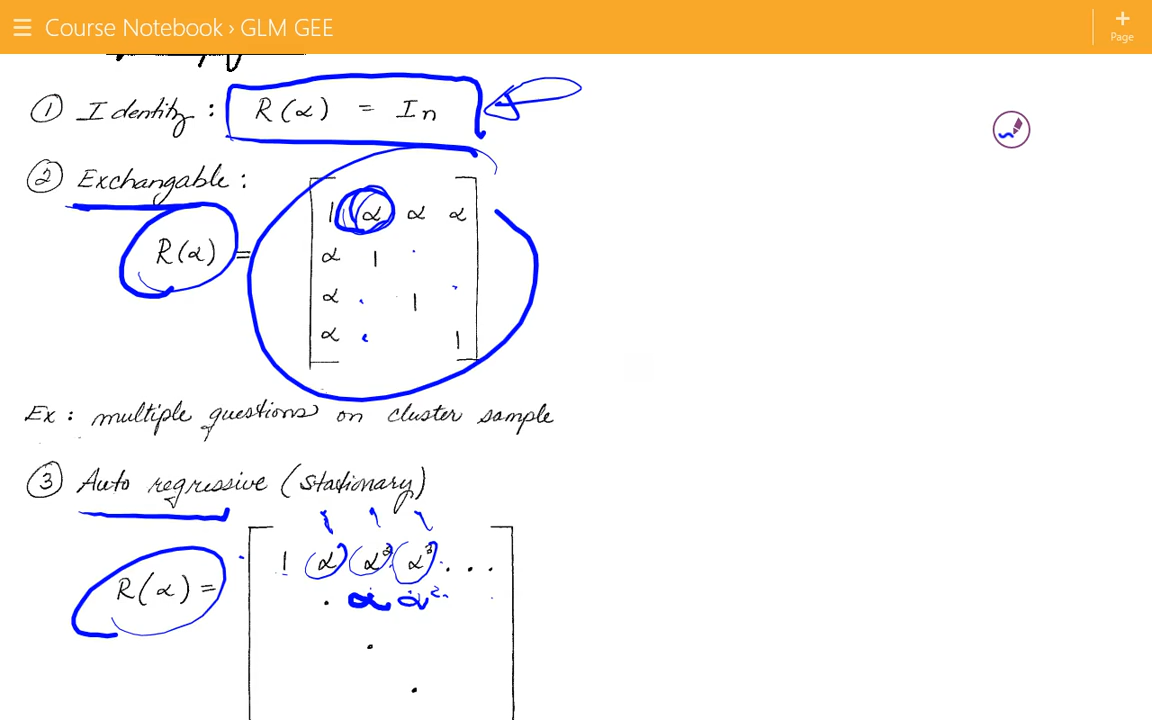 Course Notebook › GLM GEE
Page
① Identity : R(α) = In
② Exchangable :
R(α) =
1 α α α
α 1 ·
α · 1 ·
α · 1
Ex : multiple questions on cluster sample
③ Auto regressive (Stationary)
R(α) =
1 α α² α³ . . .
· α α²
·
·